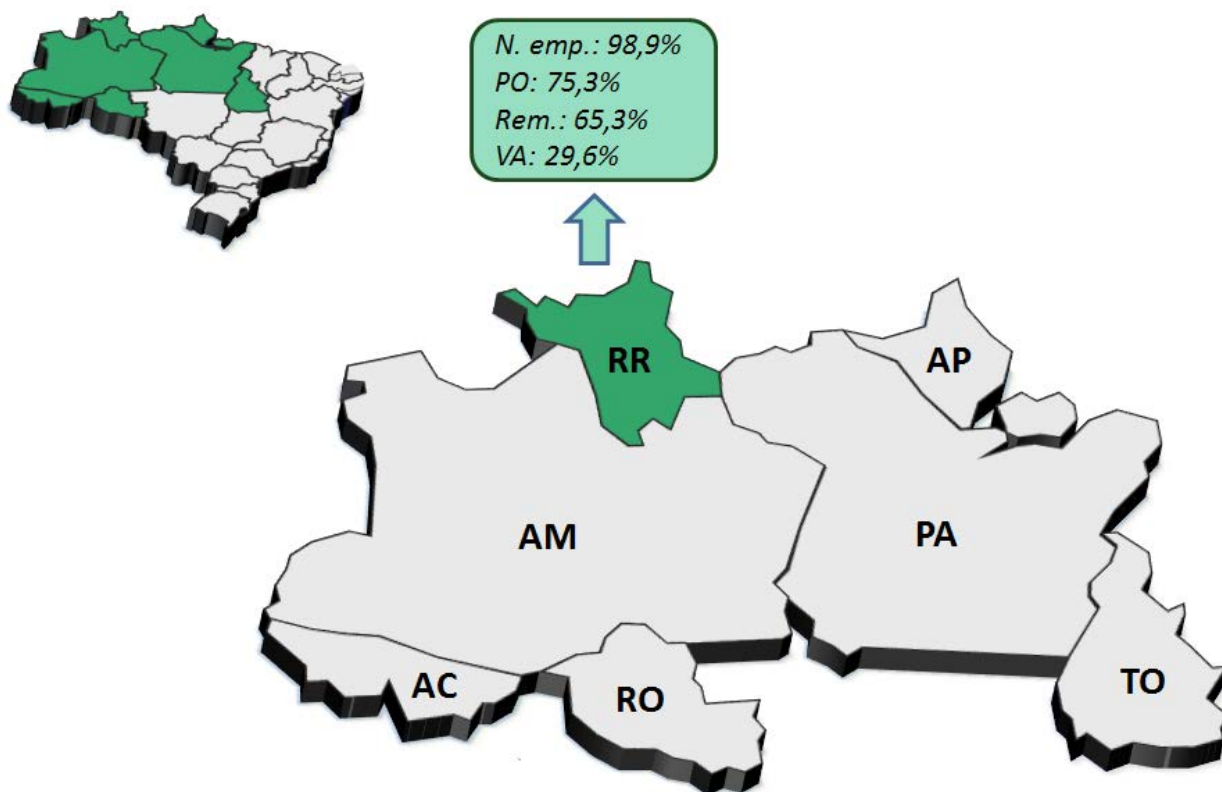 N. emp.: 98,9%
PO: 75,3%
Rem.: 65,3%
VA: 29,6%
RR
AP
AM
PA
AC
RO
TO